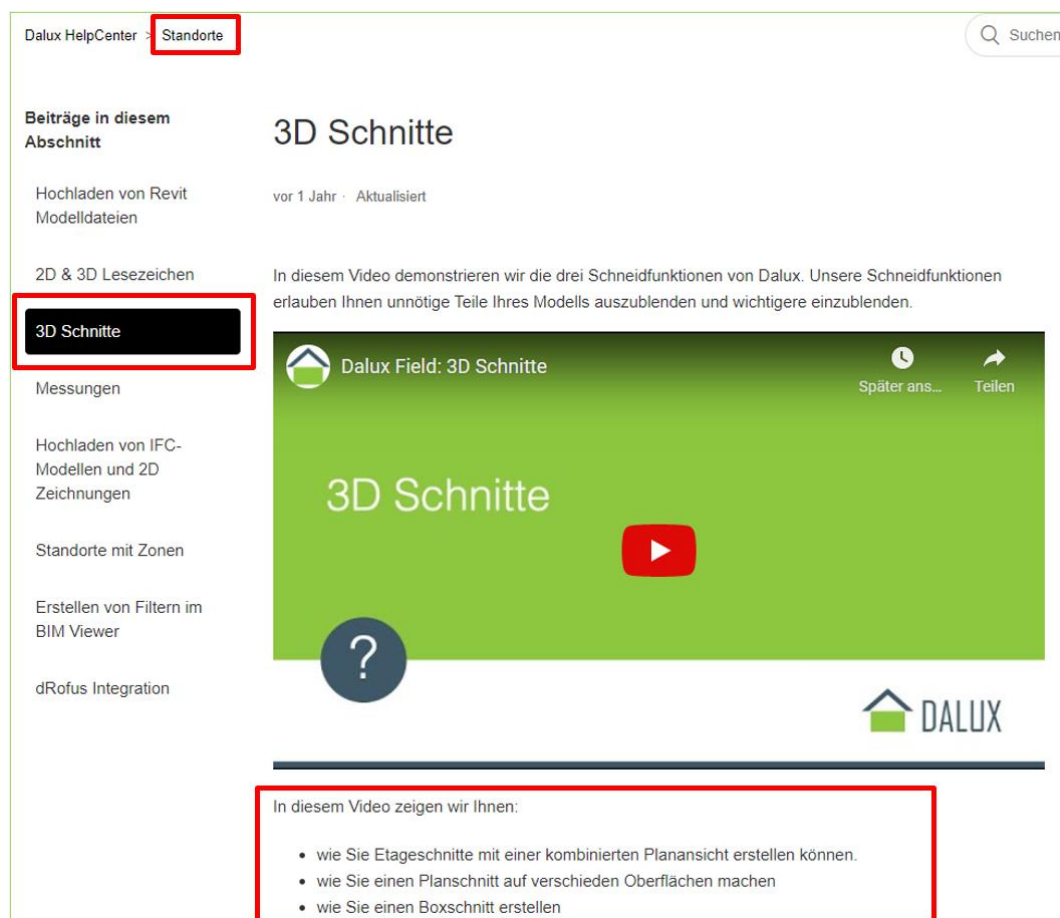 Dalux HelpCenter > Standorte
Suchen
Beiträge in diesem
Abschnitt
Hochladen von Revit
Modelldateien
2D & 3D Lesezeichen
3D Schnitte
Messungen
Hochladen von IFC-
Modellen und 2D
Zeichnungen
Standorte mit Zonen
Erstellen von Filtern im
BIM Viewer
dRofus Integration
3D Schnitte
vor 1 Jahr · Aktualisiert
In diesem Video demonstrieren wir die drei Schneidfunktionen von Dalux. Unsere Schneidfunktionen
erlauben Ihnen unnötige Teile Ihres Modells auszublenden und wichtigere einzublenden.
Dalux Field: 3D Schnitte
Später ans...
Teilen
3D Schnitte
?
DALUX
In diesem Video zeigen wir Ihnen:
• wie Sie Etageschnitte mit einer kombinierten Planansicht erstellen können.
• wie Sie einen Planschnitt auf verschieden Oberflächen machen
• wie Sie einen Boxschnitt erstellen